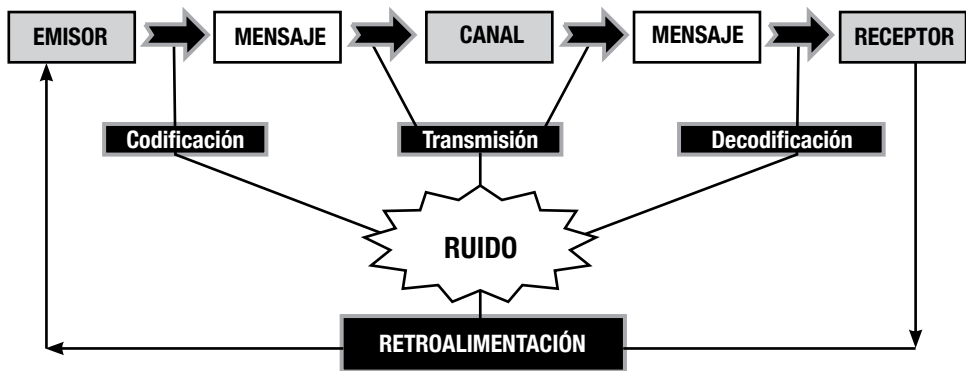 EMISOR
MENSAJE
CANAL
MENSAJE
RECEPTOR
Codificación
Transmisión
Decodificación
RUIDO
RETROALIMENTACIÓN